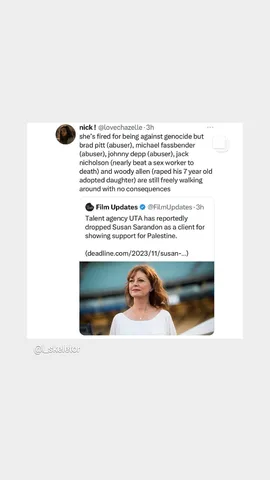 nick ! @lovechazelle · 3h
she's fired for being against genocide but
brad pitt (abuser), michael fassbender
(abuser), johnny depp (abuser), jack
nicholson (nearly beat a sex worker to
death) and woody allen (raped his 7 year old
adopted daughter) are still freely walking
around with no consequences
Film Updates @FilmUpdates · 3h
Talent agency UTA has reportedly
dropped Susan Sarandon as a client for
showing support for Palestine.
(deadline.com/2023/11/susan-...)